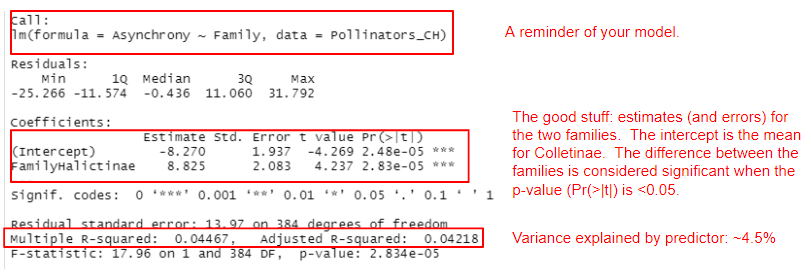 Call:
lm(formula = Asynchrony ~ Family, data = Pollinators_CH)
A reminder of your model.
Residuals:
Min 1Q Median 3Q Max
-25.266 -11.574 -0.436 11.060 31.792
Coefficients:
Estimate Std. Error t value Pr(>|t|)
(Intercept) -8.270 1.937 -4.269 2.48e-05 ***
FamilyHalictinae 8.825 2.083 4.237 2.83e-05 ***
---
Signif. codes: 0 '***' 0.001 '**' 0.01 '*' 0.05 '.' 0.1 ' ' 1
The good stuff: estimates (and errors) for
the two families. The intercept is the mean
for Colletinae. The difference between the
families is considered significant when the
p-value (Pr(>|t|) is <0.05.
Residual standard error: 13.97 on 384 degrees of freedom
Multiple R-squared: 0.04467, Adjusted R-squared: 0.04218
F-statistic: 17.96 on 1 and 384 DF, p-value: 2.834e-05
Variance explained by predictor: ~4.5%